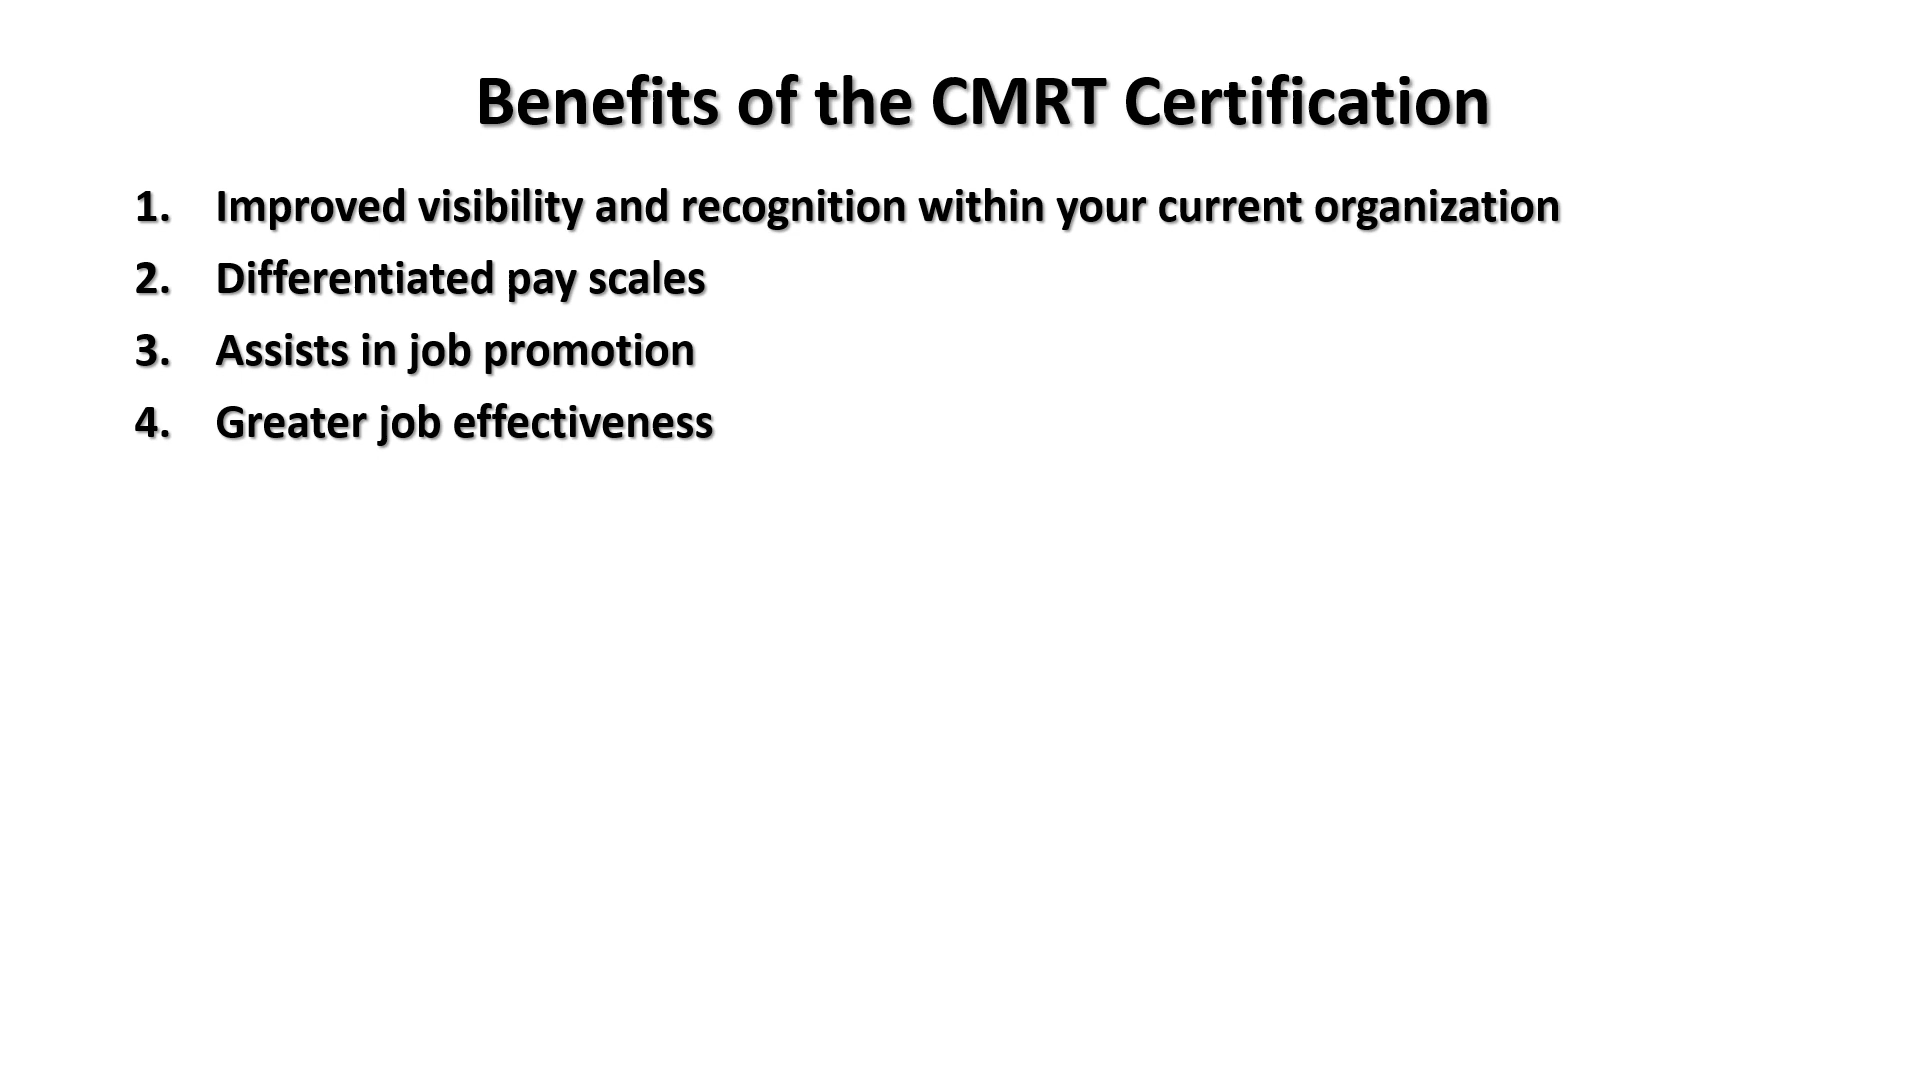 Benefits of the CMRT Certification
1. Improved visibility and recognition within your current organization
2. Differentiated pay scales
3. Assists in job promotion
4. Greater job effectiveness